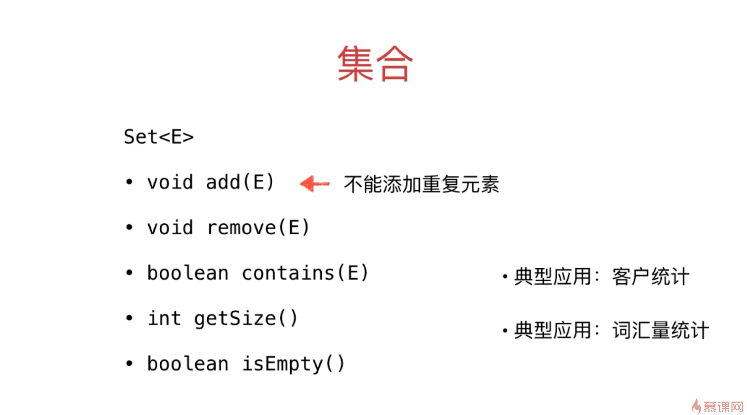 集合
Set<E>
• void add(E) 不能添加重复元素
• void remove(E)
• boolean contains(E)
• 典型应用：客户统计
• int getSize()
• 典型应用：词汇量统计
• boolean isEmpty()
慕课网